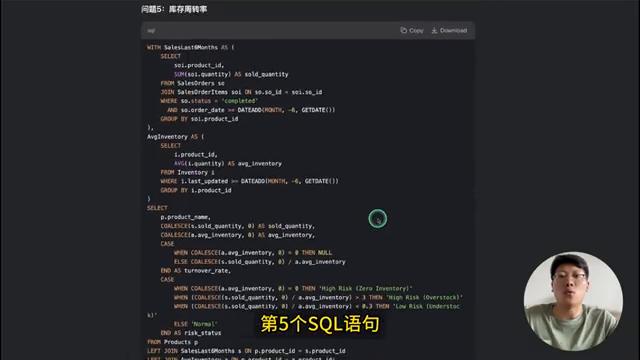 问题5：库存周转率
sql
Copy
Download
WITH SalesLast6Months AS (
SELECT
soi.product_id,
SUM(soi.quantity) AS sold_quantity
FROM SalesOrders so
JOIN SalesOrderItems soi ON so.so_id = soi.so_id
WHERE so.status = 'completed'
AND so.order_date >= DATEADD(MONTH, -6, GETDATE())
GROUP BY soi.product_id
),
AvgInventory AS (
SELECT
i.product_id,
AVG(i.quantity) AS avg_inventory
FROM Inventory i
WHERE i.last_updated >= DATEADD(MONTH, -6, GETDATE())
GROUP BY i.product_id
)
SELECT
p.product_name,
COALESCE(s.sold_quantity, 0) AS sold_quantity,
COALESCE(a.avg_inventory, 0) AS avg_inventory,
CASE
WHEN COALESCE(a.avg_inventory, 0) = 0 THEN NULL
ELSE COALESCE(s.sold_quantity, 0) / a.avg_inventory
END AS turnover_rate,
CASE
WHEN COALESCE(a.avg_inventory, 0) = 0 THEN 'High Risk (Zero Inventory)'
WHEN (COALESCE(s.sold_quantity, 0) / a.avg_inventory) > 3 THEN 'High Risk (Overstock)'
WHEN (COALESCE(s.sold_quantity, 0) / a.avg_inventory) < 0.3 THEN 'Low Risk (Understoc
k)'
ELSE 'Normal'
END AS risk_status
FROM Products p
LEFT JOIN SalesLast6Months s ON p.product_id = s.product_id
LEFT JOIN AvgInventory a ON p.product_id = a.product_id
第5个SQL语句